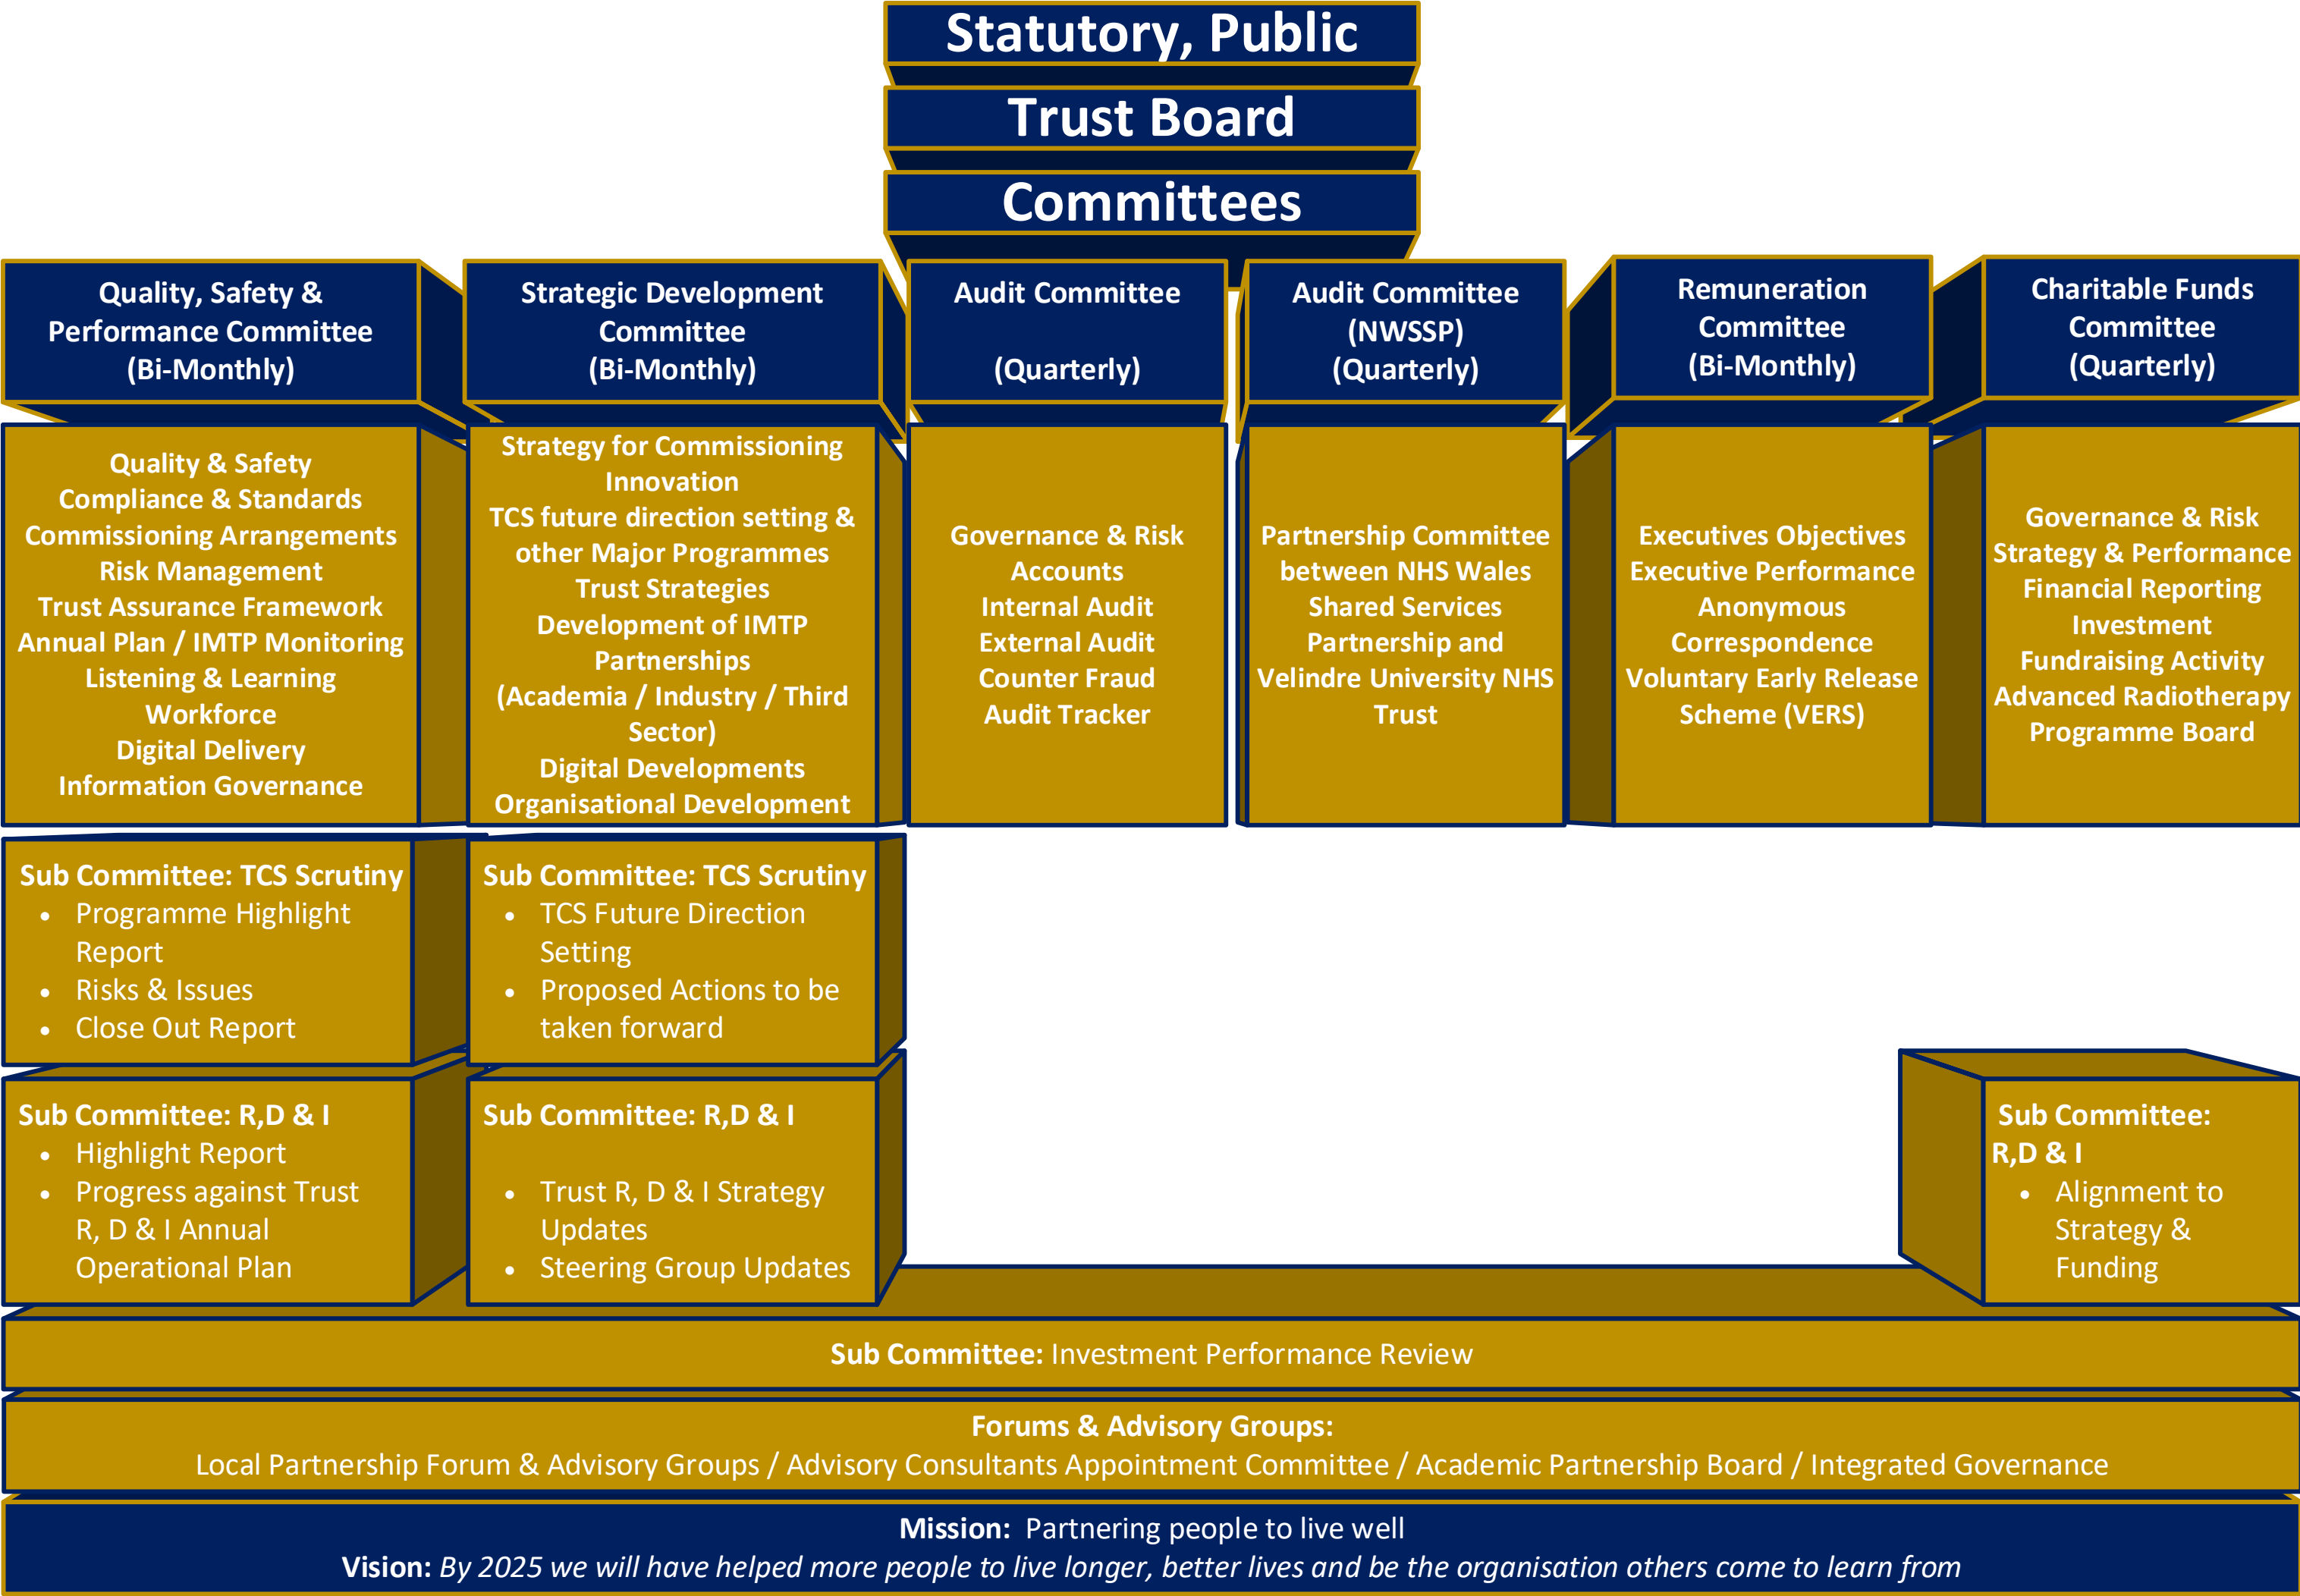 Statutory, Public
Trust Board
Committees
Quality, Safety &
Performance Committee
(Bi-Monthly)
Strategic Development
Committee
(Bi-Monthly)
Audit Committee
(Quarterly)
Audit Committee
(NWSSP)
(Quarterly)
Remuneration
Committee
(Bi-Monthly)
Charitable Funds
Committee
(Quarterly)
Quality & Safety
Compliance & Standards
Commissioning Arrangements
Risk Management
Trust Assurance Framework
Annual Plan / IMTP Monitoring
Listening & Learning
Workforce
Digital Delivery
Information Governance
Strategy for Commissioning
Innovation
TCS future direction setting &
other Major Programmes
Trust Strategies
Development of IMTP
Partnerships
(Academia / Industry / Third
Sector)
Digital Developments
Organisational Development
Governance & Risk
Accounts
Internal Audit
External Audit
Counter Fraud
Audit Tracker
Partnership Committee
between NHS Wales
Shared Services
Partnership and
Velindre University NHS
Trust
Executives Objectives
Executive Performance
Anonymous
Correspondence
Voluntary Early Release
Scheme (VERS)
Governance & Risk
Strategy & Performance
Financial Reporting
Investment
Fundraising Activity
Advanced Radiotherapy
Programme Board
Sub Committee: TCS Scrutiny
• Programme Highlight
Report
• Risks & Issues
• Close Out Report
Sub Committee: TCS Scrutiny
• TCS Future Direction
Setting
• Proposed Actions to be
taken forward
Sub Committee: R,D & I
• Highlight Report
• Progress against Trust
R, D & I Annual
Operational Plan
Sub Committee: R,D & I
• Trust R, D & I Strategy
Updates
• Steering Group Updates
Sub Committee:
R,D & I
• Alignment to
Strategy &
Funding
Sub Committee: Investment Performance Review
Forums & Advisory Groups:
Local Partnership Forum & Advisory Groups / Advisory Consultants Appointment Committee / Academic Partnership Board / Integrated Governance
Mission: Partnering people to live well
Vision: By 2025 we will have helped more people to live longer, better lives and be the organisation others come to learn from